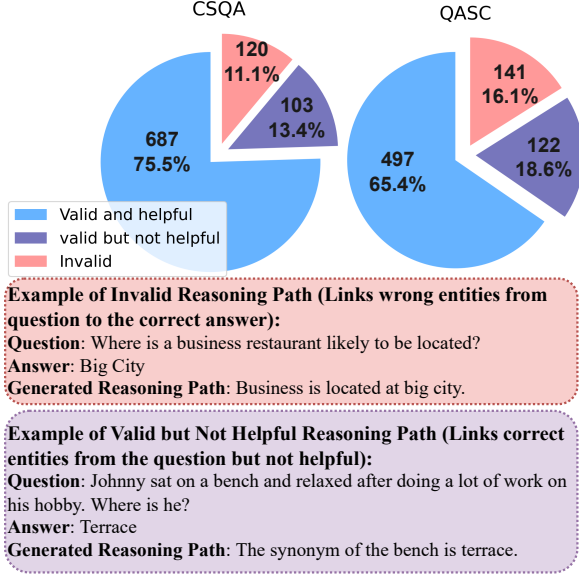 CSQA
QASC
120
11.1%
103
13.4%
687
75.5%
141
16.1%
122
18.6%
497
65.4%
Valid and helpful
valid but not helpful
Invalid
Example of Invalid Reasoning Path (Links wrong entities from
question to the correct answer):
Question: Where is a business restaurant likely to be located?
Answer: Big City
Generated Reasoning Path: Business is located at big city.
Example of Valid but Not Helpful Reasoning Path (Links correct
entities from the question but not helpful):
Question: Johnny sat on a bench and relaxed after doing a lot of work on
his hobby. Where is he?
Answer: Terrace
Generated Reasoning Path: The synonym of the bench is terrace.